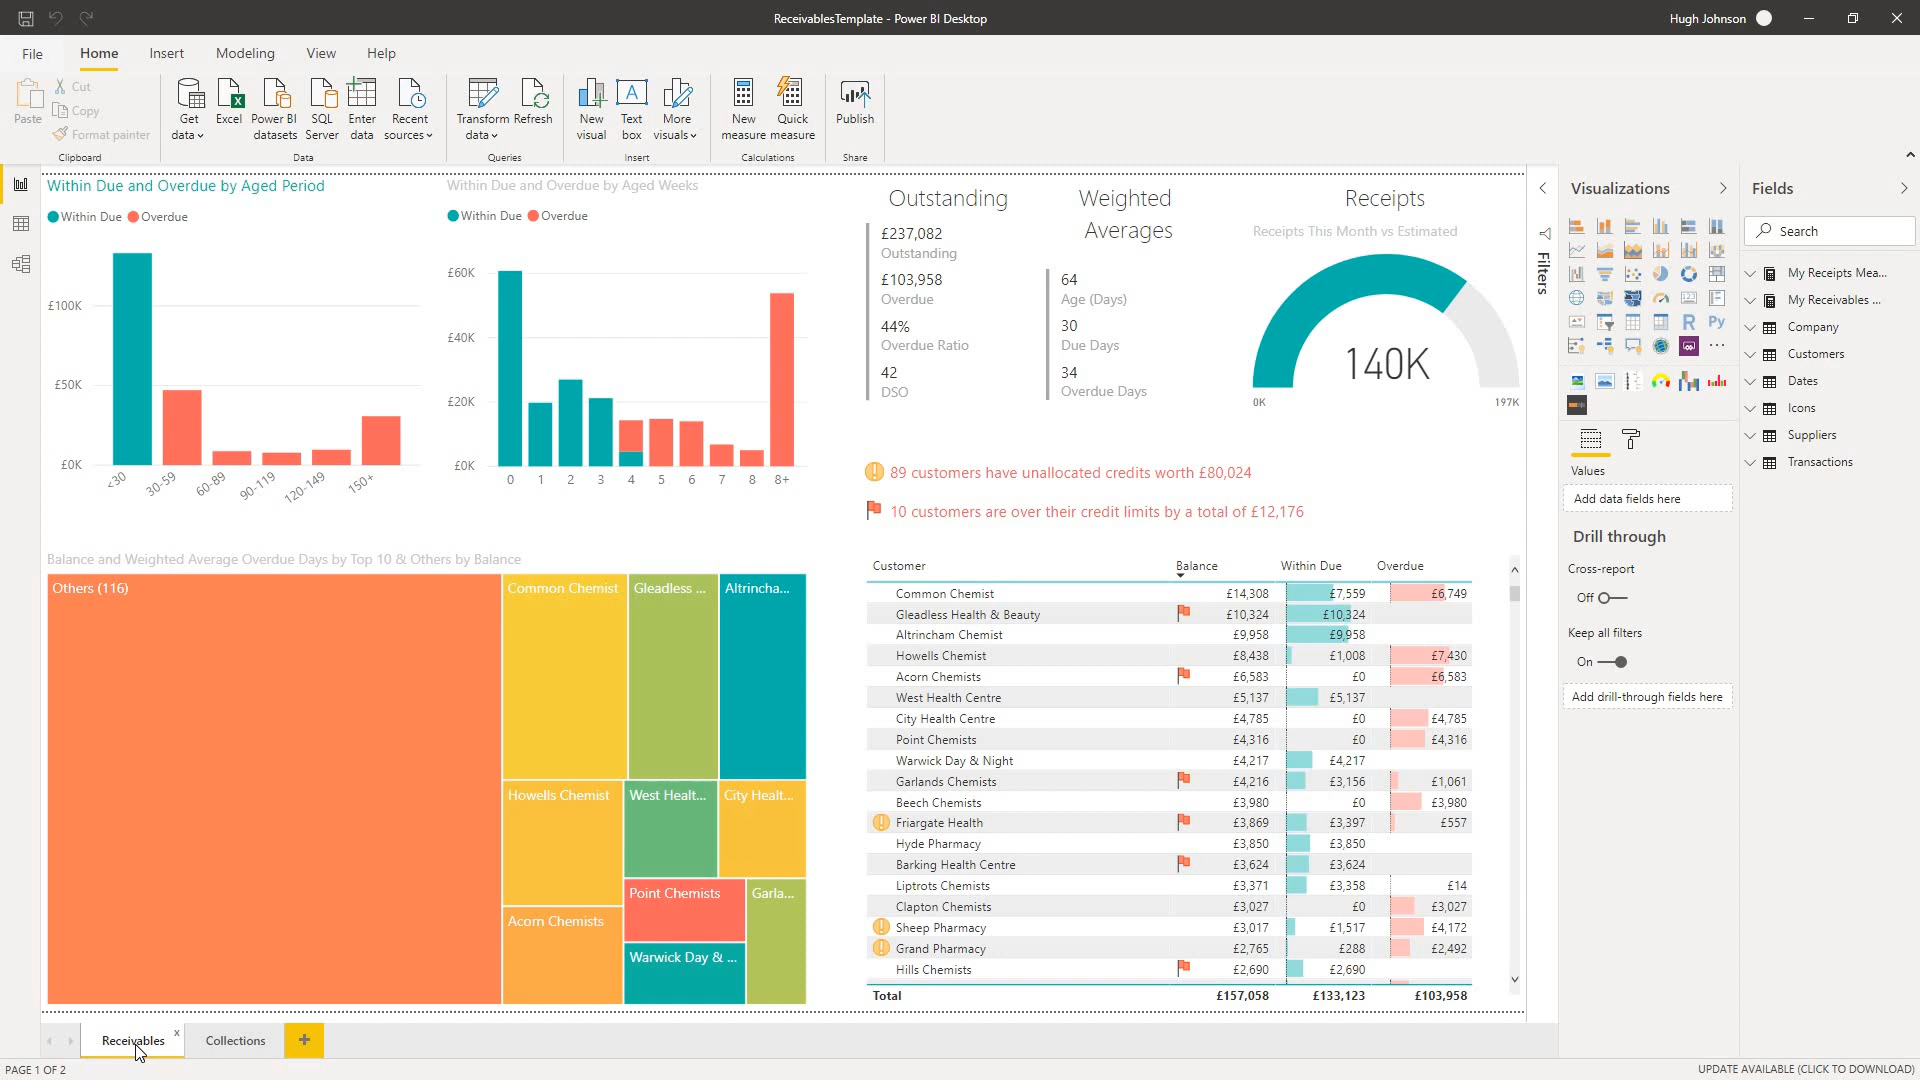 ReceivablesTemplate - Power BI Desktop
Hugh Johnson
File Home Insert Modeling View Help
Paste
Cut
Copy
Format painter
Clipboard
Get data
Excel
Power BI datasets
SQL Server
Enter data
Recent sources
Data
Transform data
Refresh
Queries
New visual
Text box
More visuals
Insert
New measure
Quick measure
Calculations
Publish
Share
Within Due and Overdue by Aged Period
Within Due Overdue
£100K
£50K
£0K
<30 30-59 60-89 90-119 120-149 150+
Within Due and Overdue by Aged Weeks
Within Due Overdue
£60K
£40K
£20K
£0K
0 1 2 3 4 5 6 7 8 8+
Outstanding
£237,082
Outstanding
£103,958
Overdue
44%
Overdue Ratio
42
DSO
Weighted
Averages
64
Age (Days)
30
Due Days
34
Overdue Days
Receipts
Receipts This Month vs Estimated
140K
0K 197K
89 customers have unallocated credits worth £80,024
10 customers are over their credit limits by a total of £12,176
Balance and Weighted Average Overdue Days by Top 10 & Others by Balance
Others (116)
Common Chemist
Gleadless ...
Altrincha...
Howells Chemist
West Healt...
City Healt...
Acorn Chemists
Point Chemists
Garla...
Warwick Day & ...
Customer Balance Within Due Overdue
Common Chemist £14,308 £7,559 £6,749
Gleadless Health & Beauty £10,324 £10,324
Altrincham Chemist £9,958 £9,958
Howells Chemist £8,438 £1,008 £7,430
Acorn Chemists £6,583 £0 £6,583
West Health Centre £5,137 £5,137
City Health Centre £4,785 £0 £4,785
Point Chemists £4,316 £0 £4,316
Warwick Day & Night £4,217 £4,217
Garlands Chemists £4,216 £3,156 £1,061
Beech Chemists £3,980 £0 £3,980
Friargate Health £3,869 £3,397 £557
Hyde Pharmacy £3,850 £3,850
Barking Health Centre £3,624 £3,624
Liptrots Chemists £3,371 £3,358 £14
Clapton Chemists £3,027 £0 £3,027
Sheep Pharmacy £3,017 £1,517 £4,172
Grand Pharmacy £2,765 £288 £2,492
Hills Chemists £2,690 £2,690
Total £157,058 £133,123 £103,958
Filters
Visualizations
R Py
Values
Add data fields here
Drill through
Cross-report
Off
Keep all filters
On
Add drill-through fields here
Fields
Search
My Receipts Mea...
My Receivables ...
Company
Customers
Dates
Icons
Suppliers
Transactions
Receivables x Collections +
PAGE 1 OF 2
UPDATE AVAILABLE (CLICK TO DOWNLOAD)